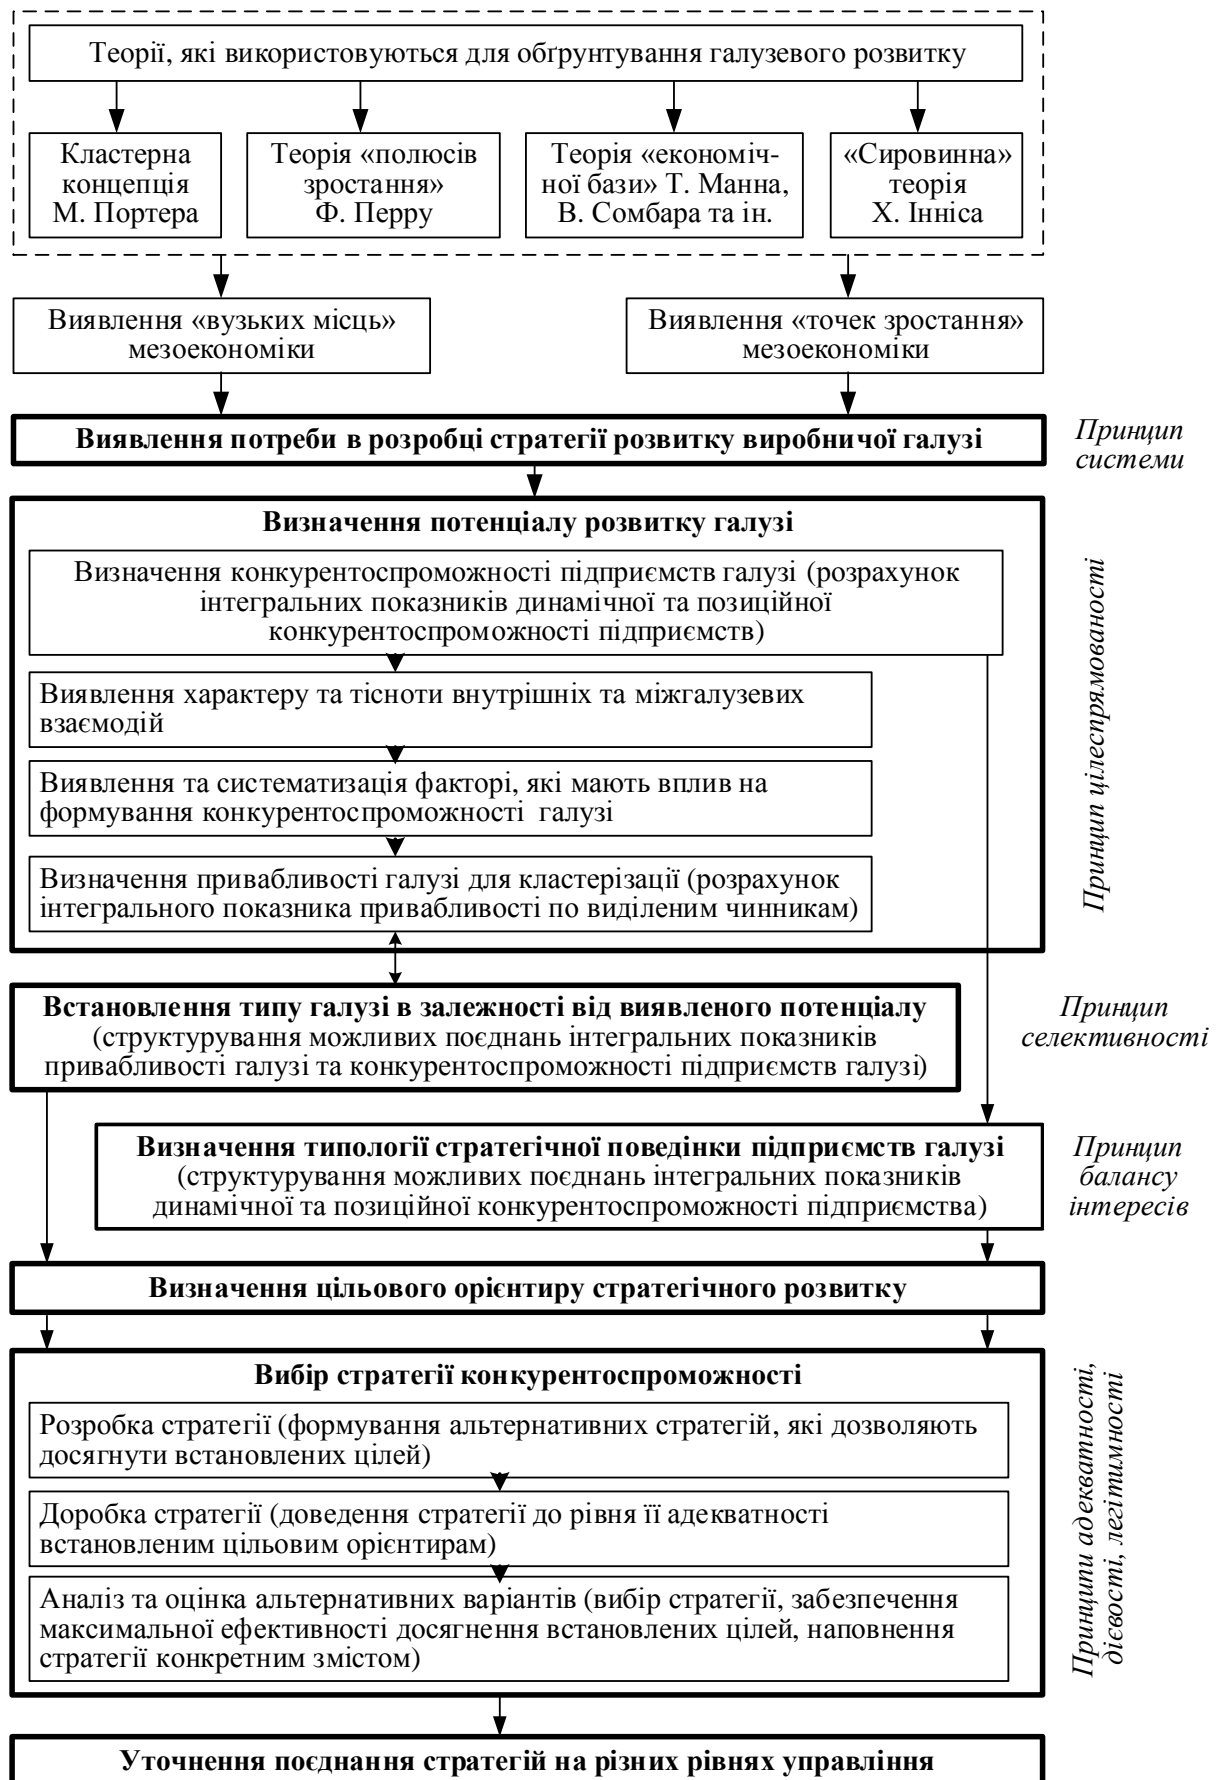 Теорії, які використовуються для обґрунтування галузевого розвитку
Кластерна
концепція
М. Портера
Теорія «полюсів
зростання»
Ф. Перру
Теорія «економіч-
ної бази» Т. Манна,
В. Сомбара та ін.
«Сировинна»
теорія
Х. Інніса
Виявлення «вузьких місць»
мезоекономіки
Виявлення «точек зростання»
мезоекономіки
Виявлення потреби в розробці стратегії розвитку виробничої галузі
Принцип
системи
Визначення потенціалу розвитку галузі
Визначення конкурентоспроможності підприємств галузі (розрахунок
інтегральних показників динамічної та позиційної
конкурентоспроможності підприємств)
Виявлення характеру та тісноти внутрішніх та міжгалузевих
взаємодій
Виявлення та систематизація факторі, які мають вплив на
формування конкурентоспроможності галузі
Визначення привабливості галузі для кластерізації (розрахунок
інтегрального показника привабливості по виділеним чинникам)
Принцип цілеспрямованості
Встановлення типу галузі в залежності від виявленого потенціалу
(структурування можливих поєднань інтегральних показників
привабливості галузі та конкурентоспроможності підприємств галузі)
Принцип
селективності
Визначення типології стратегічної поведінки підприємств галузі
(структурування можливих поєднань інтегральних показників
динамічної та позиційної конкурентоспроможності підприємства)
Принцип
балансу
інтересів
Визначення цільового орієнтиру стратегічного розвитку
Вибір стратегії конкурентоспроможності
Розробка стратегії (формування альтернативних стратегій, які дозволяють
досягнути встановлених цілей)
Доробка стратегії (доведення стратегії до рівня її адекватності
встановленим цільовим орієнтирам)
Аналіз та оцінка альтернативних варіантів (вибір стратегії, забезпечення
максимальної ефективності досягнення встановлених цілей, наповнення
стратегії конкретним змістом)
Принципи адекватності,
дієвості, легітимності
Уточнення поєднання стратегій на різних рівнях управління